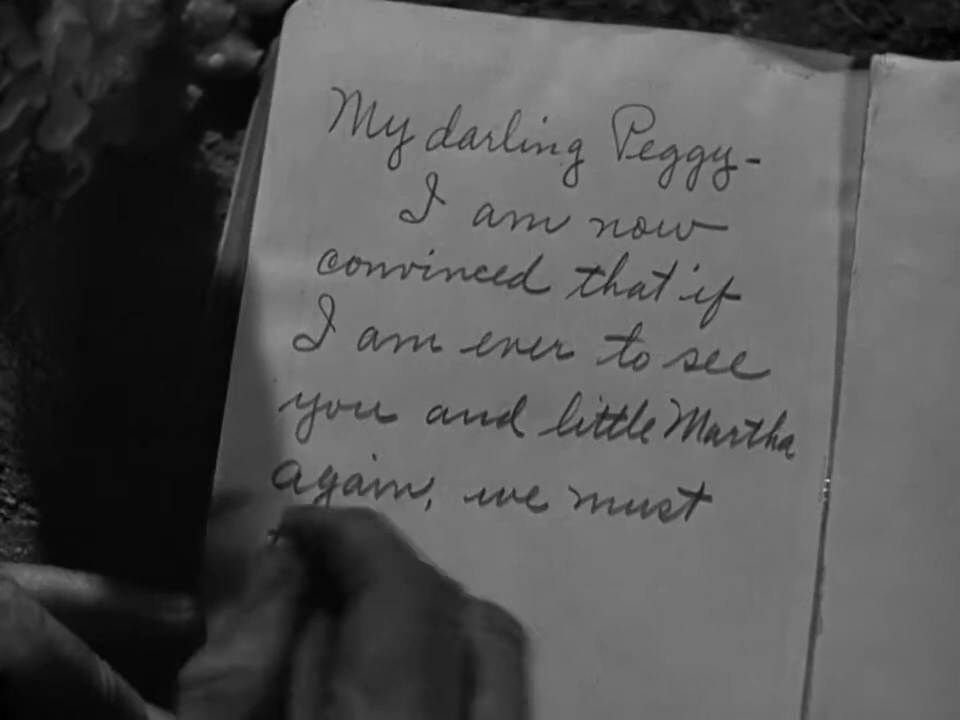 My darling Peggy-
I am now
convinced that if
I am ever to see
you and little Martha
again, we must